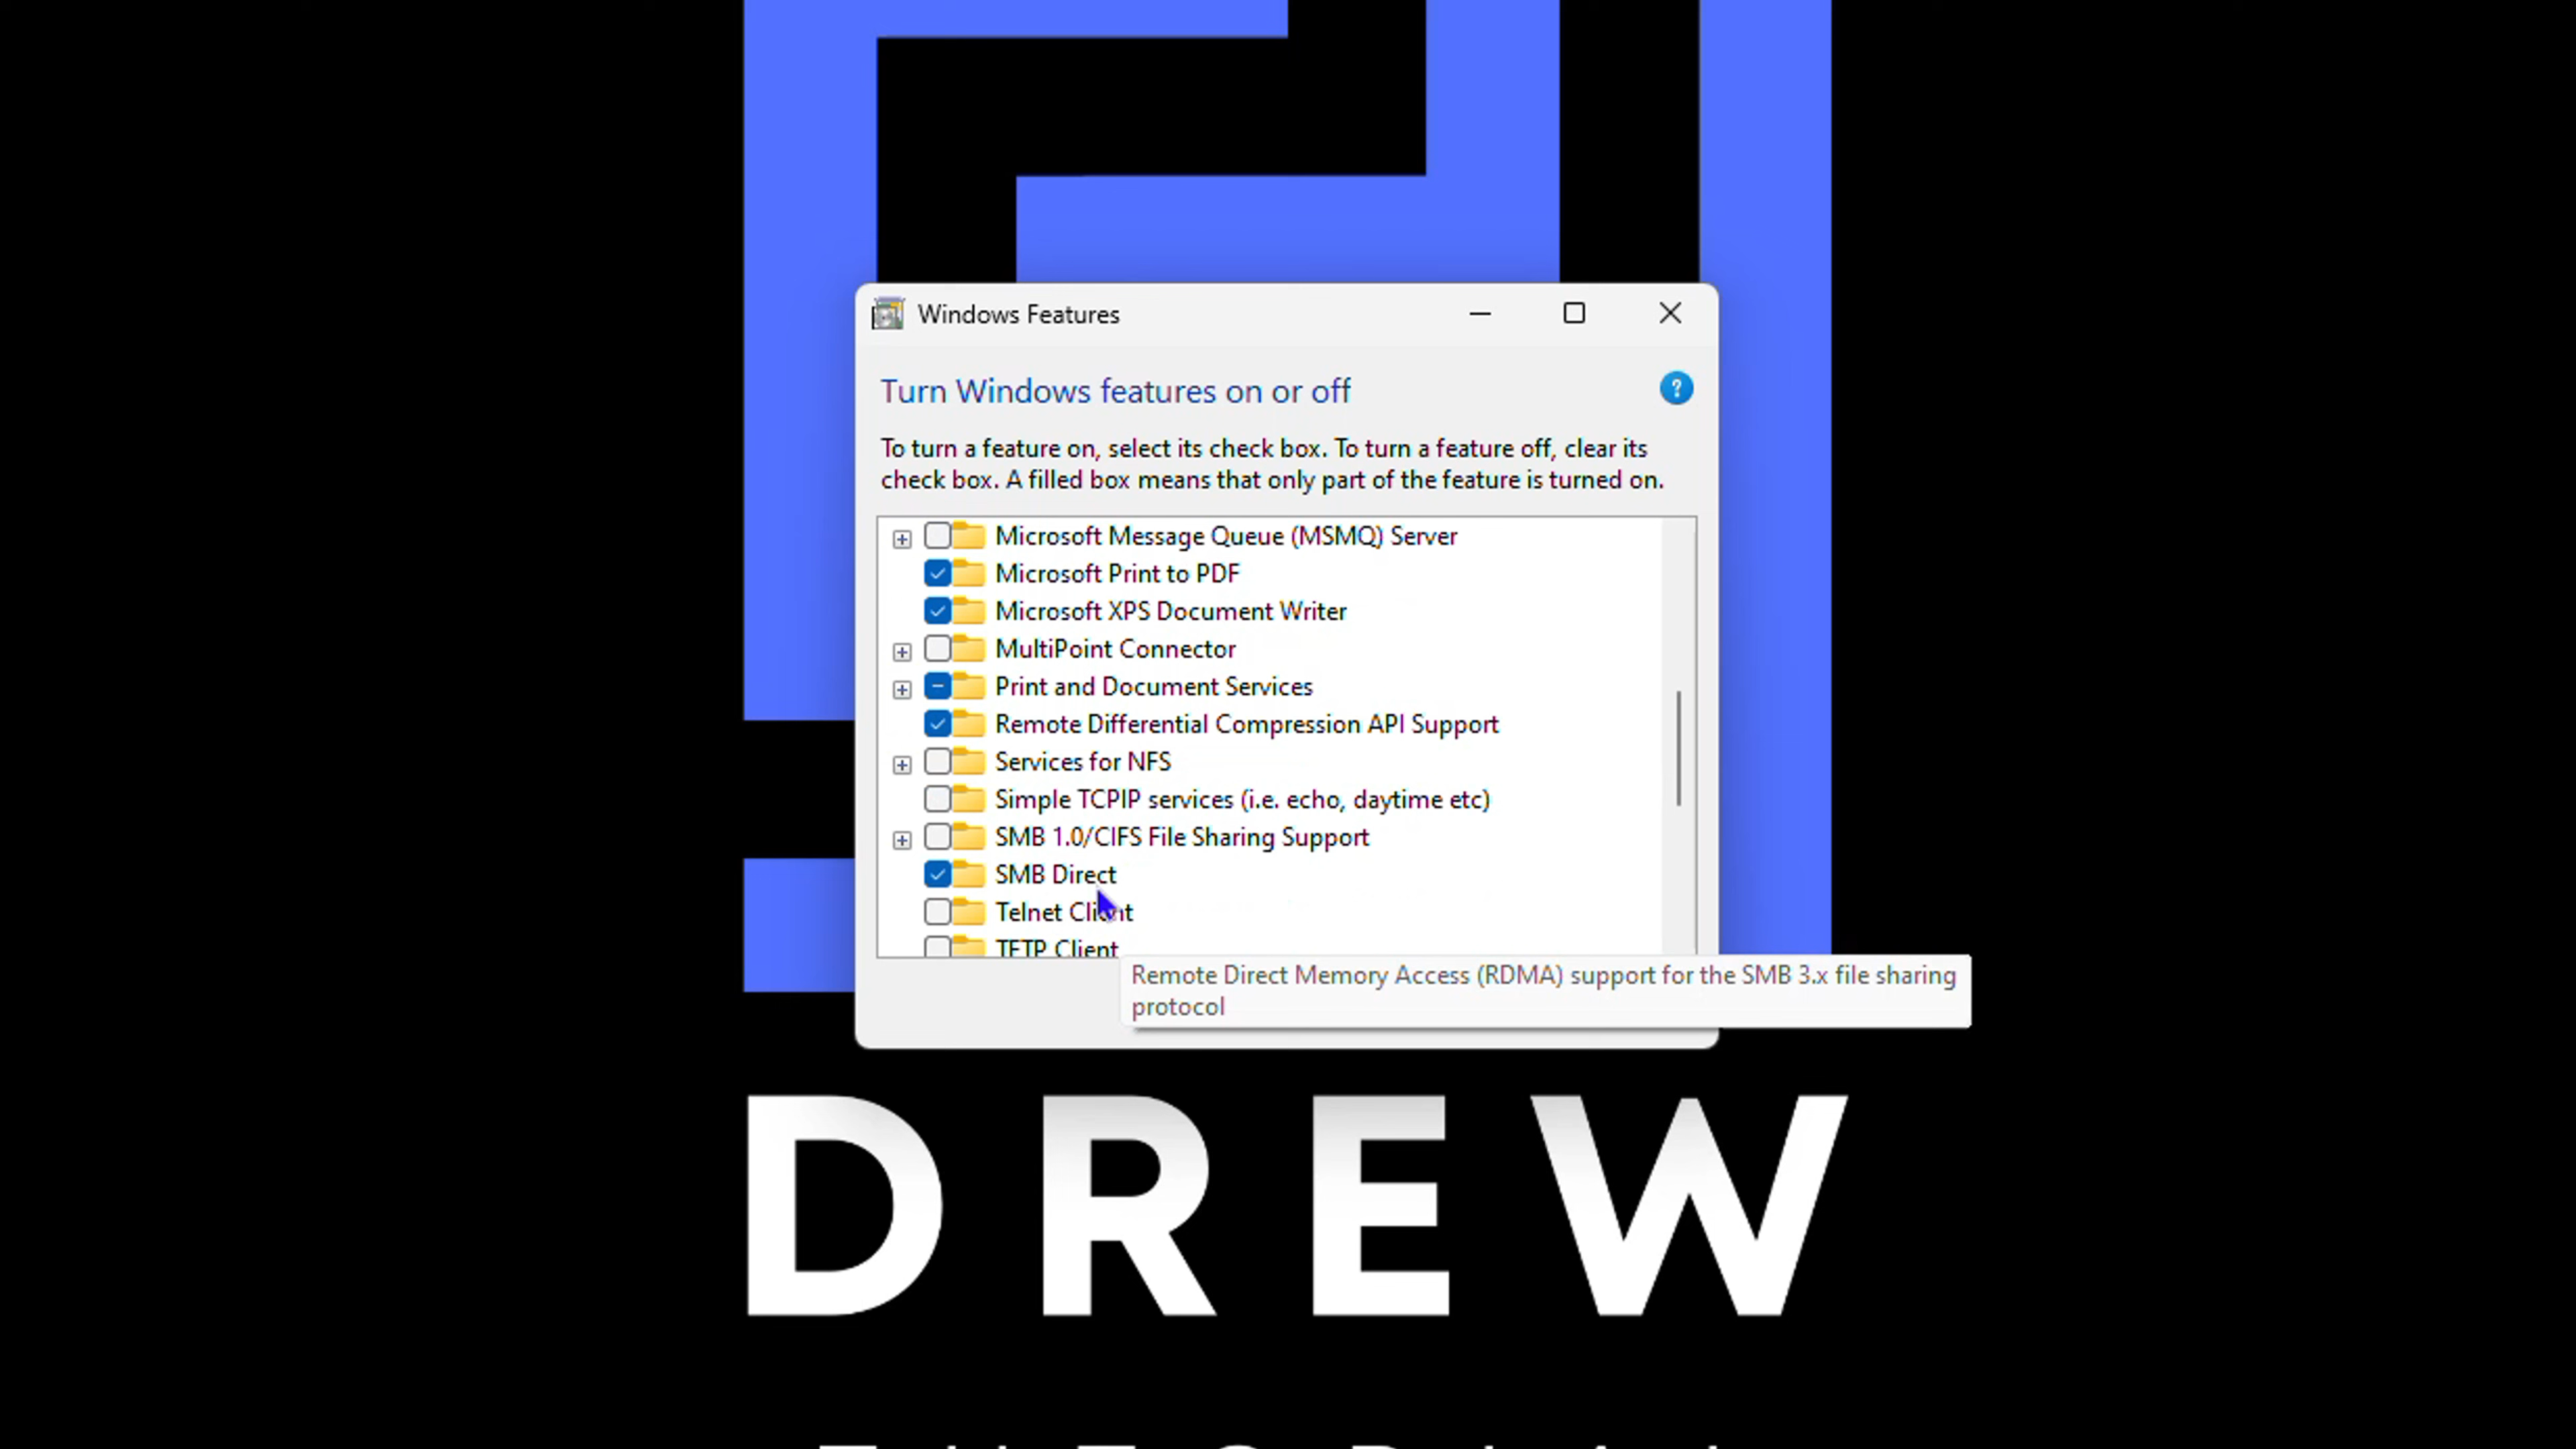 Windows Features
Turn Windows features on or off
?
To turn a feature on, select its check box. To turn a feature off, clear its
check box. A filled box means that only part of the feature is turned on.
Microsoft Message Queue (MSMQ) Server
Microsoft Print to PDF
Microsoft XPS Document Writer
MultiPoint Connector
Print and Document Services
Remote Differential Compression API Support
Services for NFS
Simple TCPIP services (i.e. echo, daytime etc)
SMB 1.0/CIFS File Sharing Support
SMB Direct
Telnet Client
TFTP Client
Remote Direct Memory Access (RDMA) support for the SMB 3.x file sharing
protocol
DREW